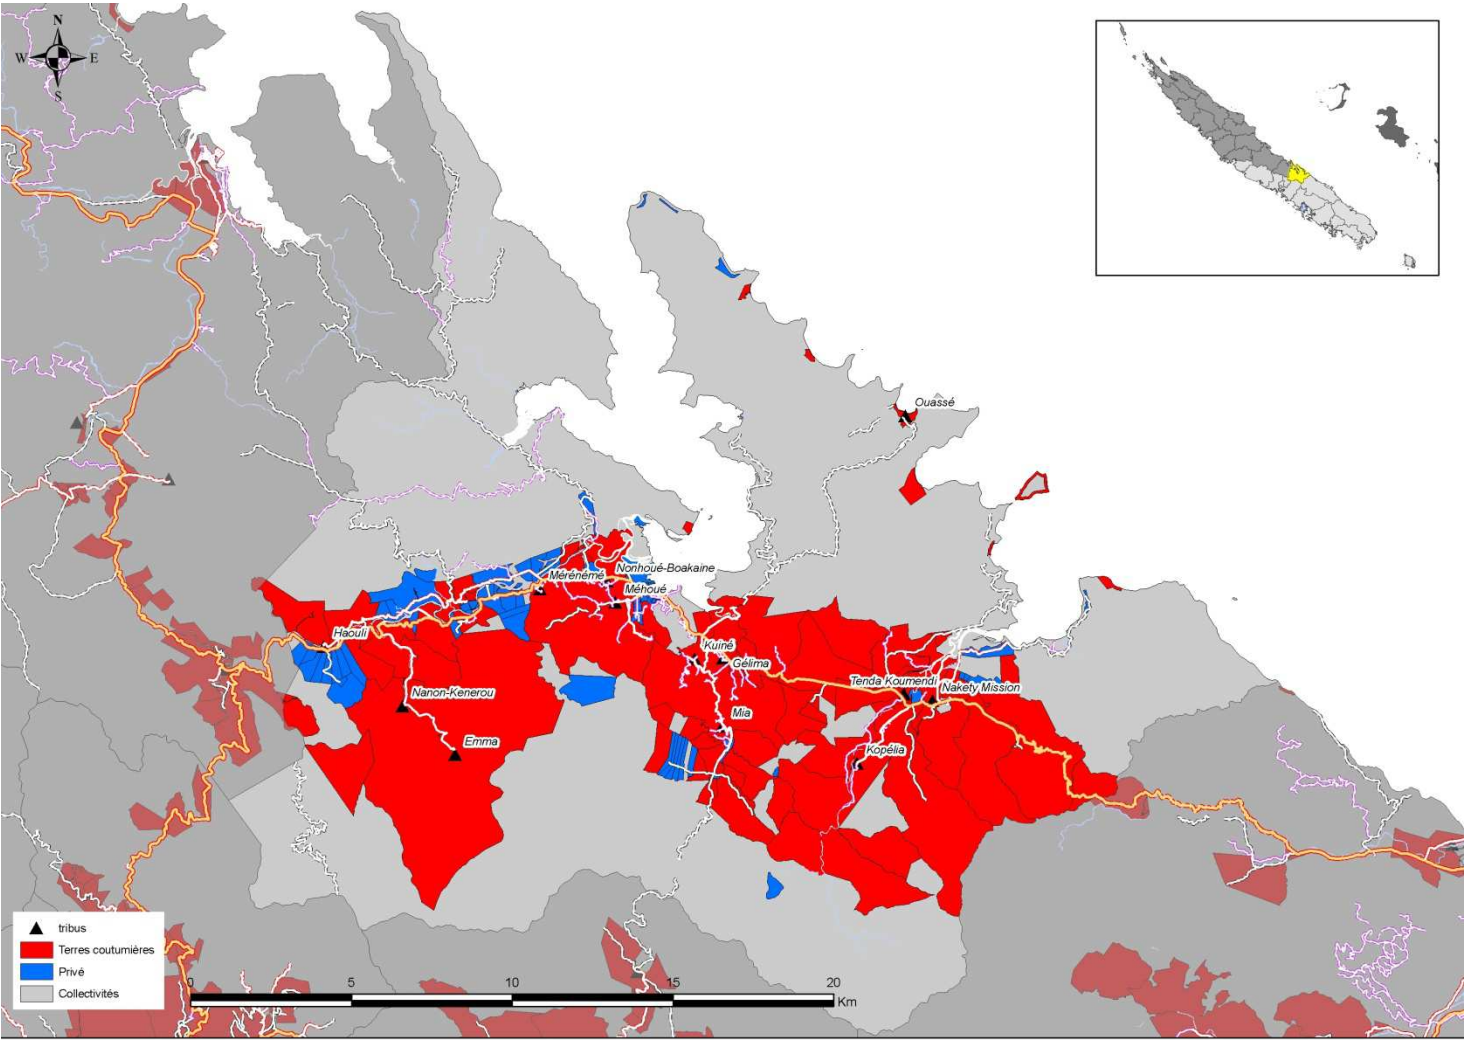 N
W
E
S
Ouassé
Nonhoué-Boakaine
Mérénémé
Méhoué
Haouli
Kuiné
Gélima
Tenda Koumendi
Nakéty Mission
Nanon-Kenerou
Mia
Emma
Kopélia
tribus
Terres coutumières
Privé
Collectivités
0
5
10
15
20
Km